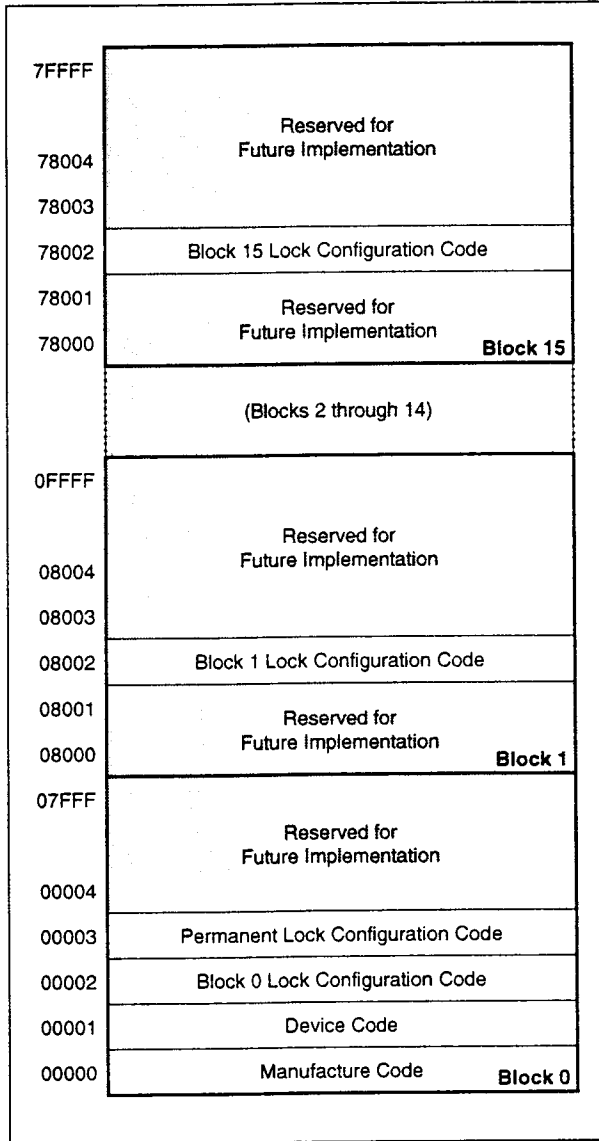 7FFFF
Reserved for
Future Implementation
78004
78003
78002 Block 15 Lock Configuration Code
78001
Reserved for
Future Implementation
78000 Block 15
(Blocks 2 through 14)
0FFFF
Reserved for
Future Implementation
08004
08003
08002 Block 1 Lock Configuration Code
08001
Reserved for
Future Implementation
08000 Block 1
07FFF
Reserved for
Future Implementation
00004
00003 Permanent Lock Configuration Code
00002 Block 0 Lock Configuration Code
00001 Device Code
00000 Manufacture Code Block 0